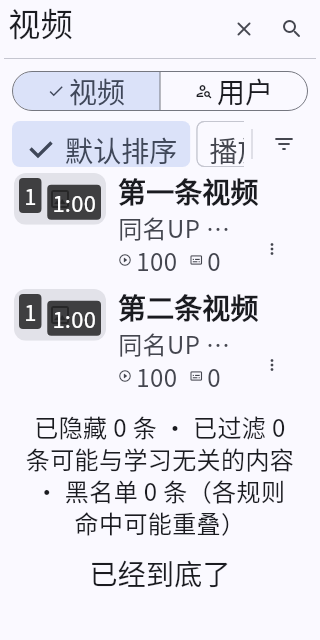 视频
视频
用户
默认排序
播
第一条视频
1
1:00
同名UP …
100
0
第二条视频
1
1:00
同名UP …
100
0
已隐藏 0 条 · 已过滤 0
条可能与学习无关的内容
· 黑名单 0 条（各规则
命中可能重叠）
已经到底了